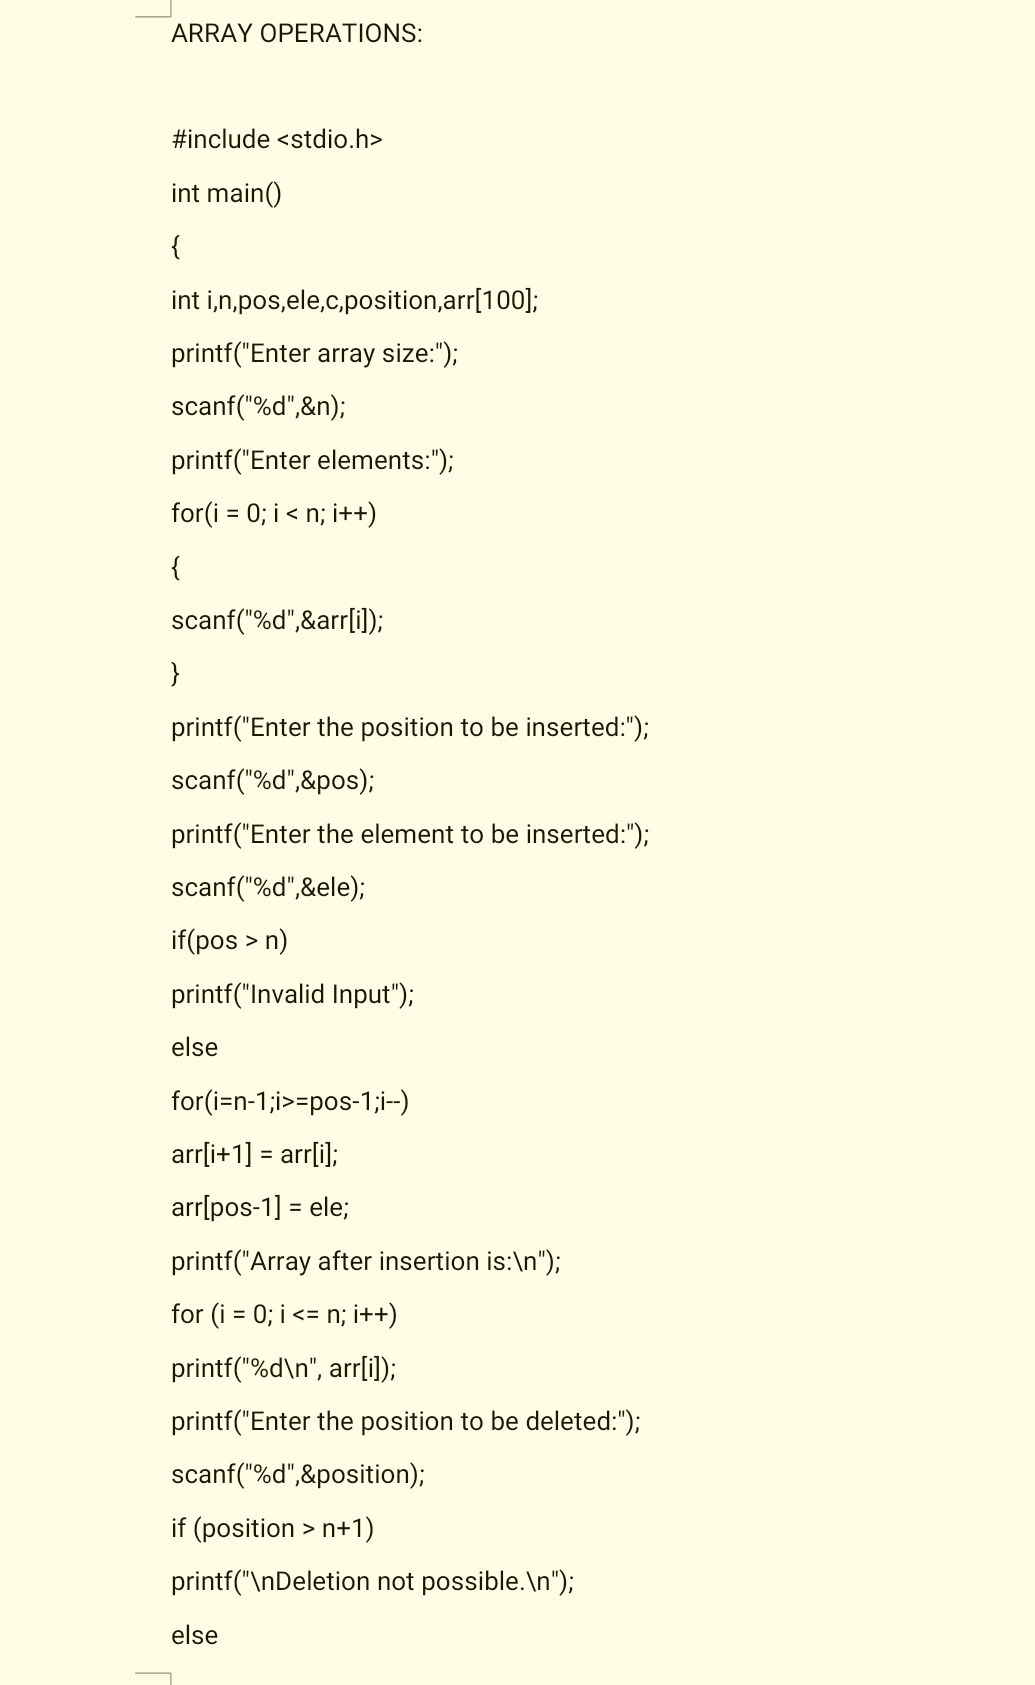 ARRAY OPERATIONS:
#include <stdio.h>
int main()
{
int i,n,pos,ele,c,position,arr[100];
printf("Enter array size:");
scanf("%d",&n);
printf("Enter elements:");
for(i = 0; i < n; i++)
{
scanf("%d",&arr[i]);
}
printf("Enter the position to be inserted:");
scanf("%d",&pos);
printf("Enter the element to be inserted:");
scanf("%d",&ele);
if(pos > n)
printf("Invalid Input");
else
for(i=n-1;i>=pos-1;i--)
arr[i+1] = arr[i];
arr[pos-1] = ele;
printf("Array after insertion is:\n");
for (i = 0; i <= n; i++)
printf("%d\n", arr[i]);
printf("Enter the position to be deleted:");
scanf("%d",&position);
if (position > n+1)
printf("\nDeletion not possible.\n");
else